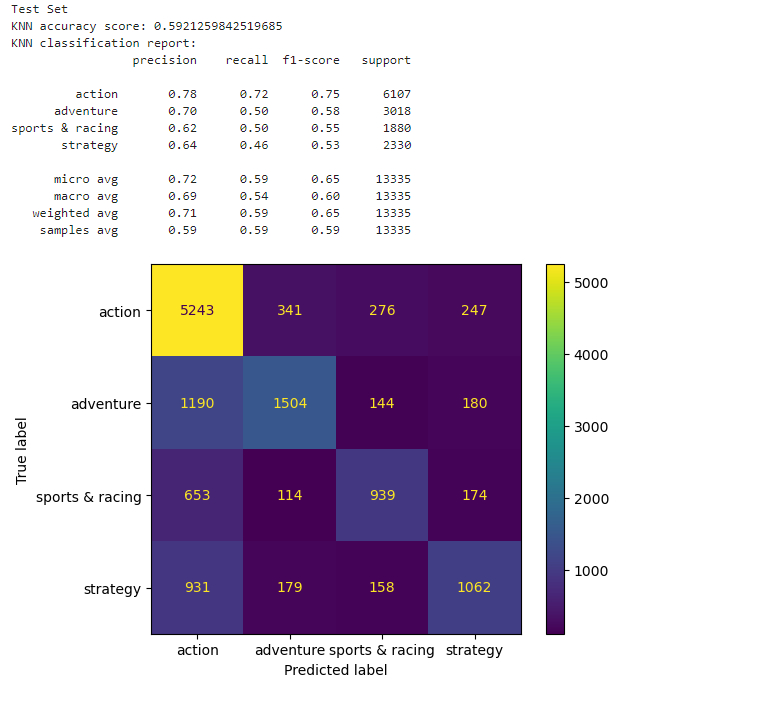 Test Set
KNN accuracy score: 0.5921259842519685
KNN classification report:
precision recall f1-score support
action 0.78 0.72 0.75 6107
adventure 0.70 0.50 0.58 3018
sports & racing 0.62 0.50 0.55 1880
strategy 0.64 0.46 0.53 2330
micro avg 0.72 0.59 0.65 13335
macro avg 0.69 0.54 0.60 13335
weighted avg 0.71 0.59 0.65 13335
samples avg 0.59 0.59 0.59 13335
True label
action 5243 341 276 247
adventure 1190 1504 144 180
sports & racing 653 114 939 174
strategy 931 179 158 1062
action adventure sports & racing strategy
Predicted label
5000
4000
3000
2000
1000